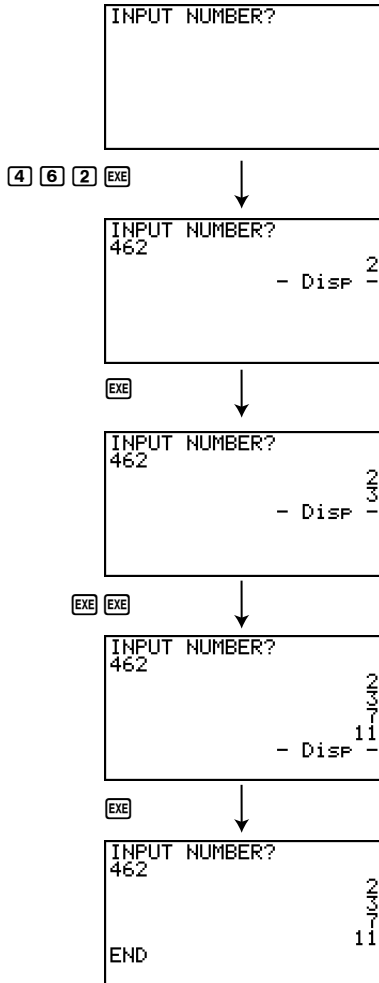 INPUT NUMBER?
4 6 2 EXE
INPUT NUMBER?
462
2
- Disp -
EXE
INPUT NUMBER?
462
2
3
- Disp -
EXE EXE
INPUT NUMBER?
462
2
3
7
11
- Disp -
EXE
INPUT NUMBER?
462
2
3
7
11
END